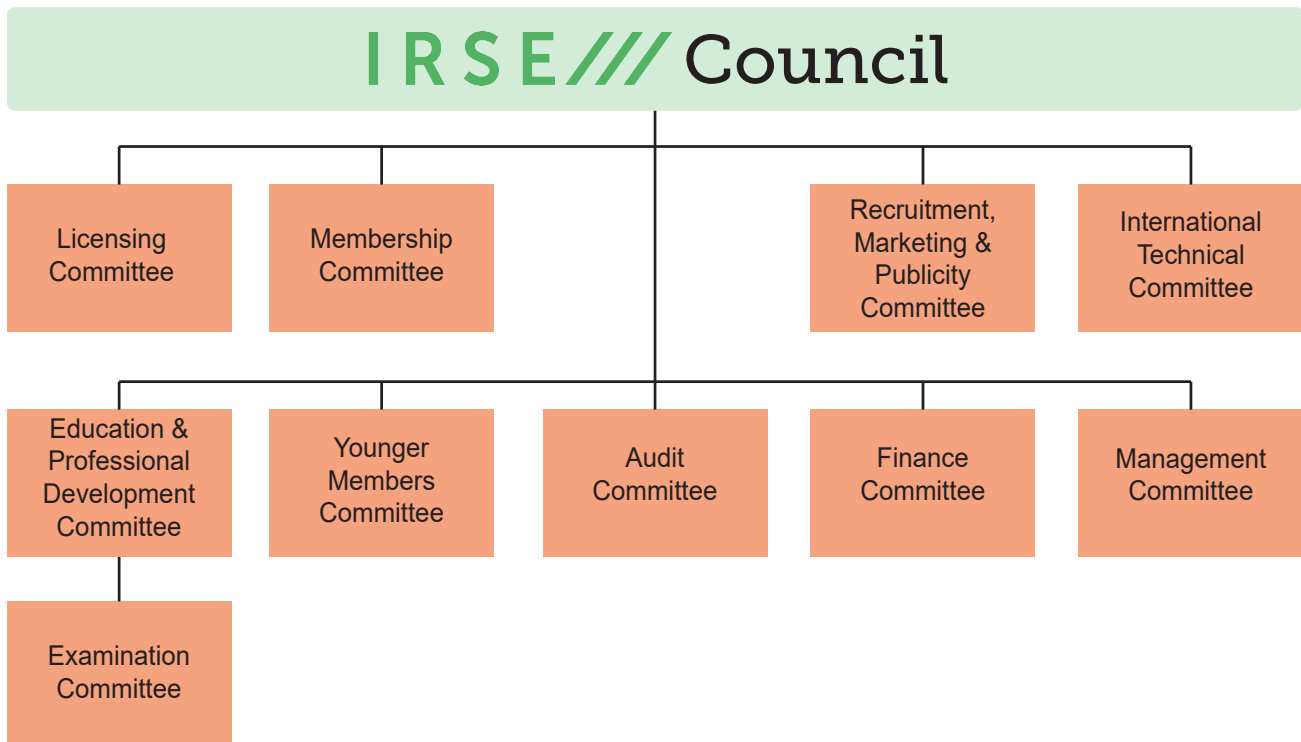 IRSE Council
Licensing
Committee
Membership
Committee
Recruitment,
Marketing &
Publicity
Committee
International
Technical
Committee
Education &
Professional
Development
Committee
Younger
Members
Committee
Audit
Committee
Finance
Committee
Management
Committee
Examination
Committee